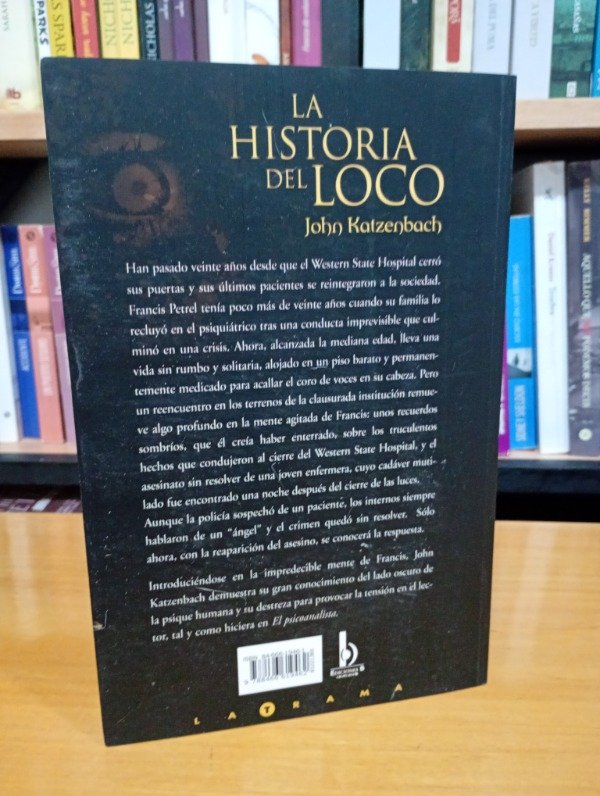 SPARKS
NICHOLAS
LA
HISTORIA
DEL LOCO
John Katzenbach
Han pasado veinte años desde que el Western State Hospital cerró
sus puertas y sus últimos pacientes se reintegraron a la sociedad.
Francis Petrel tenía poco más de veinte años cuando su familia lo
recluyó en el psiquiátrico tras una conducta imprevisible que cul-
minó en una crisis. Ahora, alcanzada la mediana edad, lleva una
vida sin rumbo y solitaria, alojado en un piso barato y permanen-
temente medicado para acallar el coro de voces en su cabeza. Pero
un reencuentro en los terrenos de la clausurada institución remue-
ve algo profundo en la mente agitada de Francis: unos recuerdos
sombríos, que él creía haber enterrado, sobre los truculentos
hechos que condujeron al cierre del Western State Hospital, y el
asesinato sin resolver de una joven enfermera, cuyo cadáver muti-
lado fue encontrado una noche después del cierre de las luces.
Aunque la policía sospechó de un paciente, los internos siempre
hablaron de un "ángel" y el crimen quedó sin resolver. Sólo
ahora, con la reaparición del asesino, se conocerá la respuesta.
Introduciéndose en la impredecible mente de Francis, John
Katzenbach demuestra su gran conocimiento del lado oscuro de
la psique humana y su destreza para provocar la tensión en el lec-
tor, tal y como hiciera en El psicoanalista.
LA TRAMA